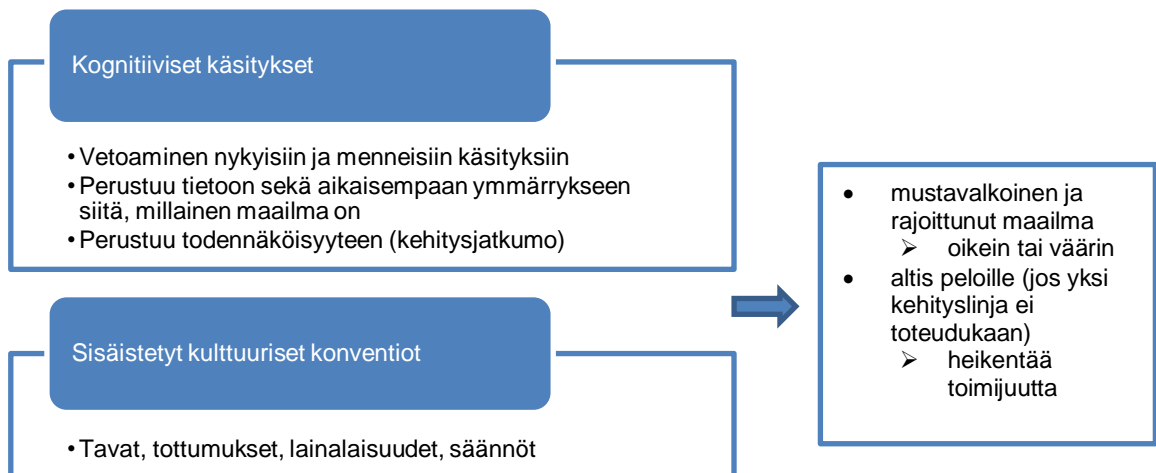 Kognitiiviset käsitykset
• Vetoaminen nykyisiin ja menneisiin käsityksiin
• Perustuu tietoon sekä aikaisempaan ymmärrykseen
siitä, millainen maailma on
• Perustuu todennäköisyyteen (kehitysjatkumo)
Sisäistetyt kulttuuriset konventiot
• Tavat, tottumukset, lainalaisuudet, säännöt
• mustavalkoinen ja
rajoittunut maailma
➢ oikein tai väärin
• altis peloille (jos yksi
kehityslinja ei
toteudukaan)
➢ heikentää
toimijuutta